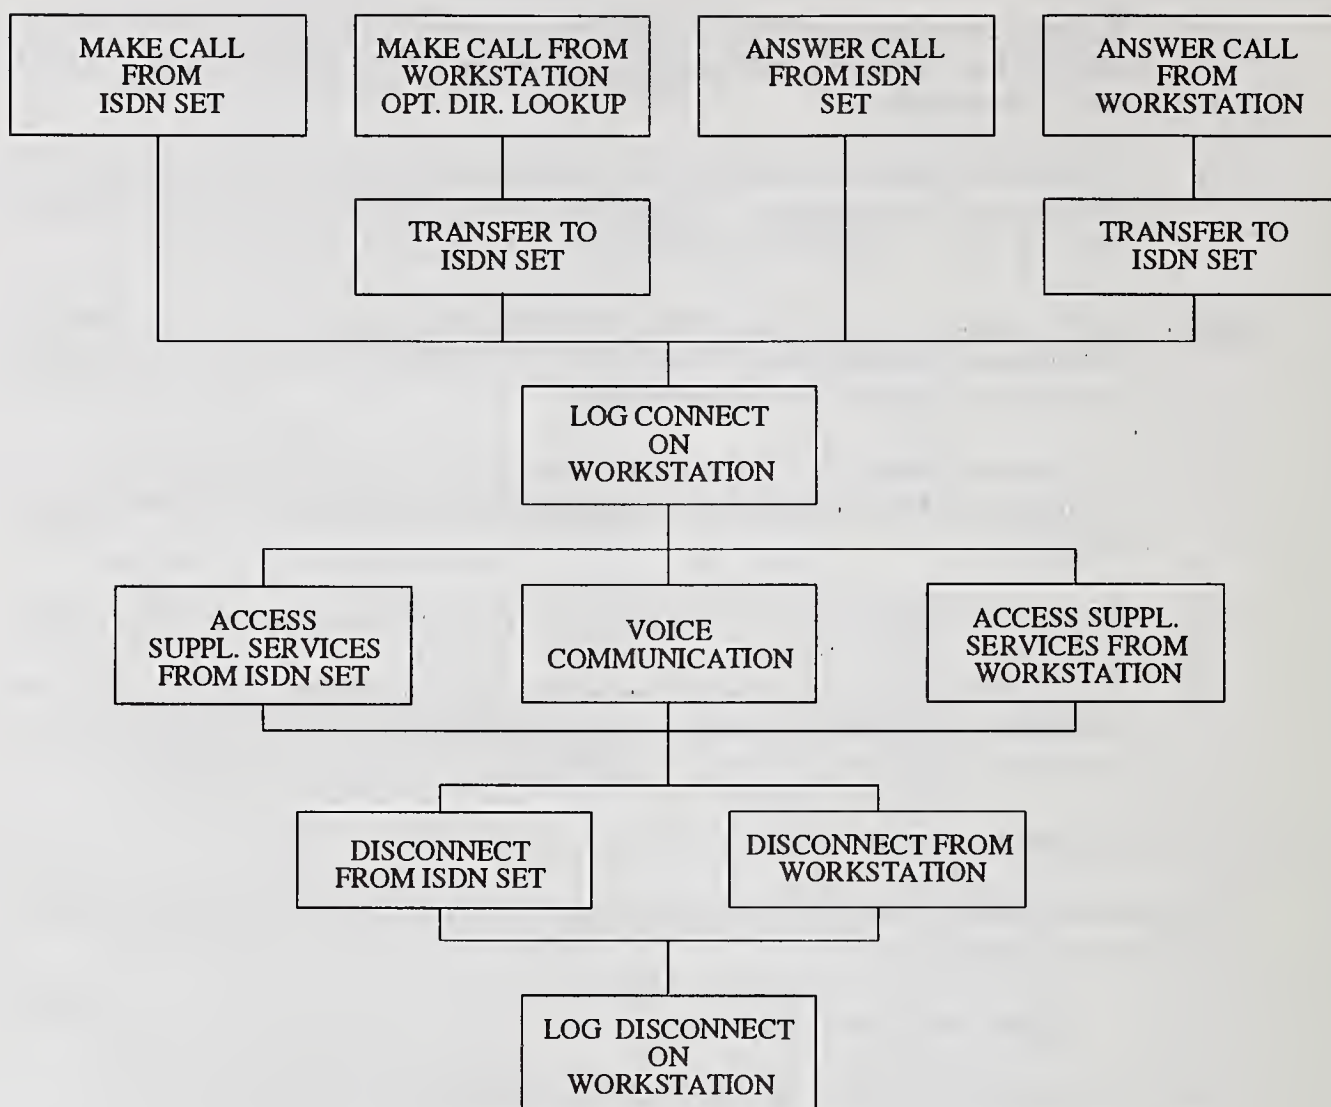 MAKE CALL
FROM
ISDN SET
MAKE CALL FROM
WORKSTATION
OPT. DIR. LOOKUP
ANSWER CALL
FROM ISDN
SET
ANSWER CALL
FROM
WORKSTATION
TRANSFER TO
ISDN SET
TRANSFER TO
ISDN SET
LOG CONNECT
ON
WORKSTATION
ACCESS
SUPPL. SERVICES
FROM ISDN SET
VOICE
COMMUNICATION
ACCESS SUPPL.
SERVICES FROM
WORKSTATION
DISCONNECT
FROM ISDN SET
DISCONNECT FROM
WORKSTATION
LOG DISCONNECT
ON
WORKSTATION